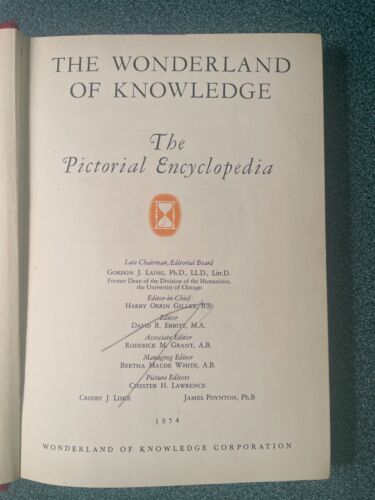 THE WONDERLAND
OF KNOWLEDGE
The
Pictorial Encyclopedia
Late Chairman, Editorial Board
GORDON J. LAING, Ph.D., LL.D., Litt.D.
Former Dean of the Division of the Humanities,
the University of Chicago
Editor-in-Chief
HARRY ORRIN GILLET, B.S.
Editor
DAVID R. EBBITT, M.A.
Associate Editor
RODERICK M. GRANT, A.B.
Managing Editor
BERTHA MAUDE WHITE, A.B.
Picture Editors
CHESTER H. LAWRENCE
CROSBY J. LISKE JAMES POYNTON, Ph.B
1954
WONDERLAND OF KNOWLEDGE CORPORATION